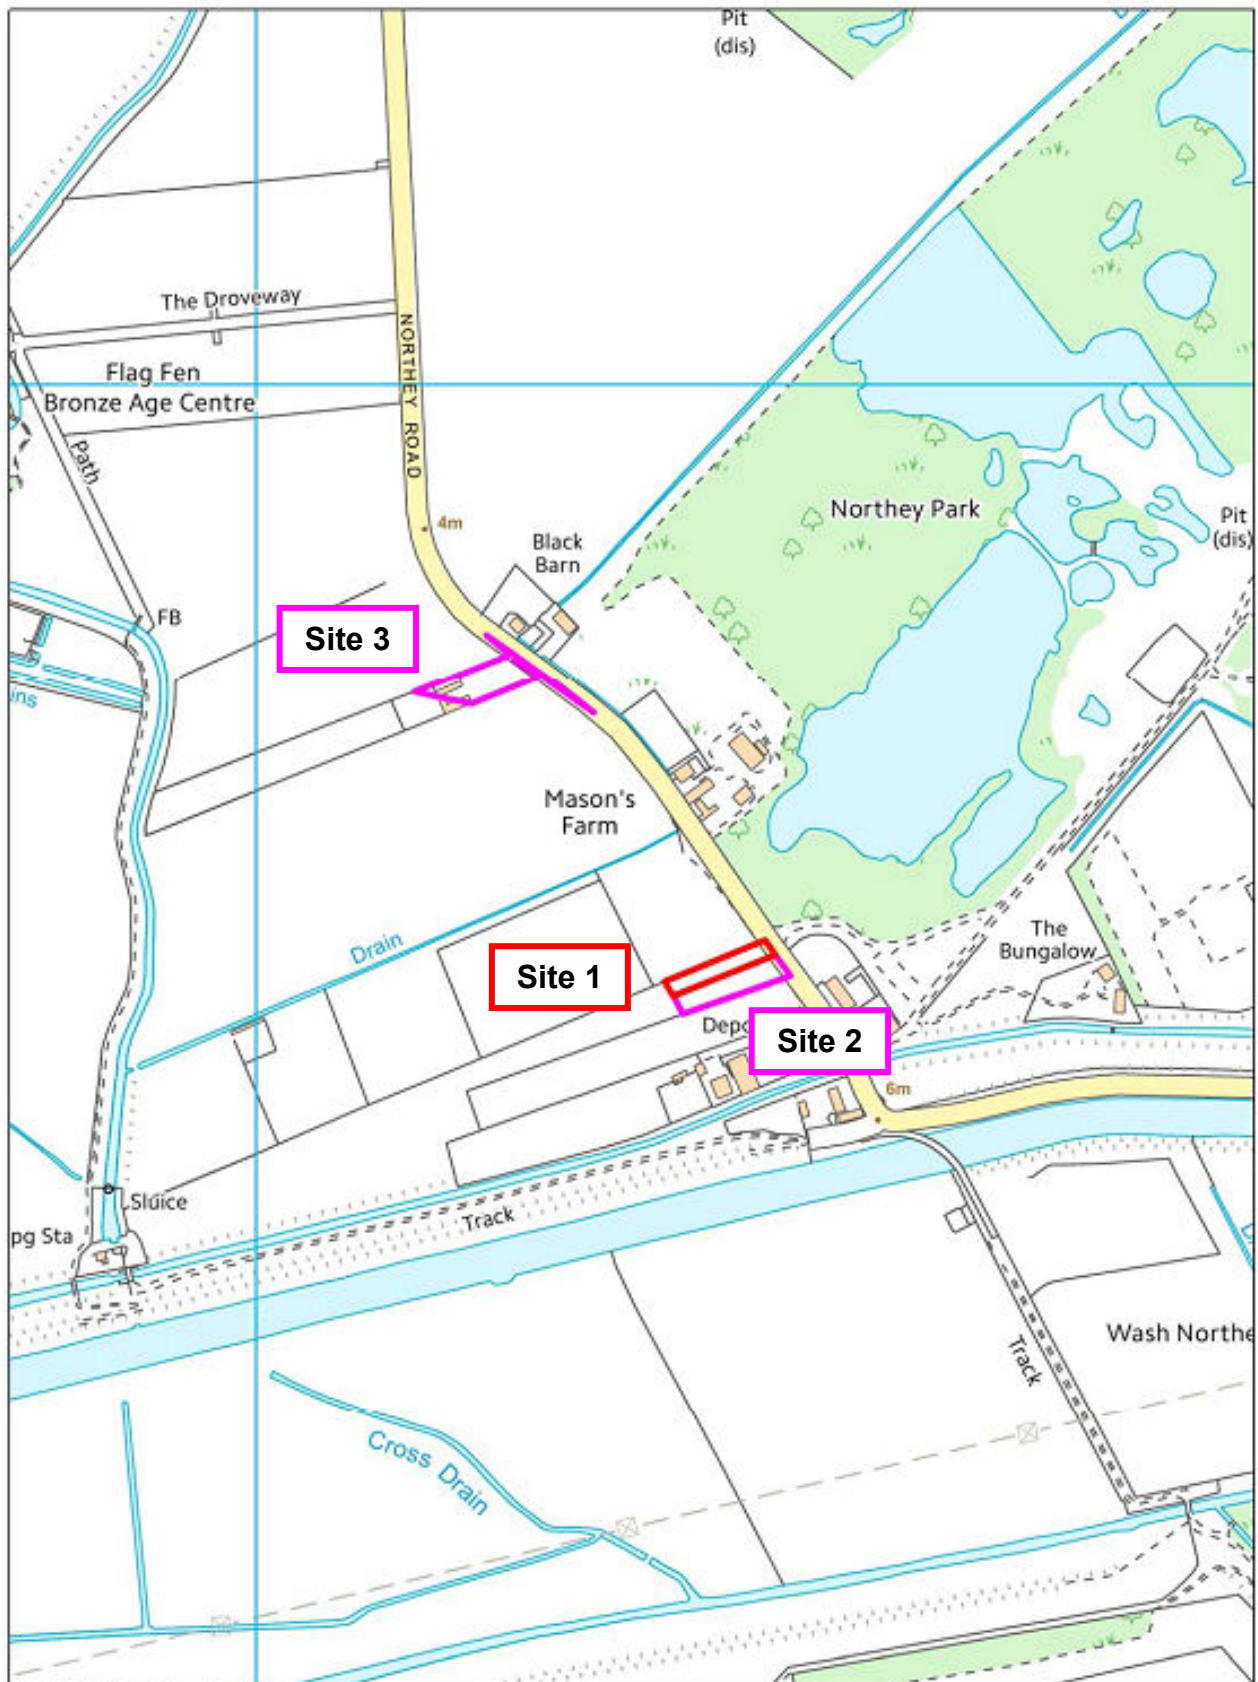 Pit
(dis)
The Droveway
NORTHEY ROAD
Flag Fen
Bronze Age Centre
Path
4m
Northey Park
Pit
(dis)
Black
Barn
FB
Site 3
ins
Mason's
Farm
Drain
The
Bungalow
Site 1
Depo
Site 2
6m
Sluice
pg Sta
Track
Track
Wash Northe
Cross Drain